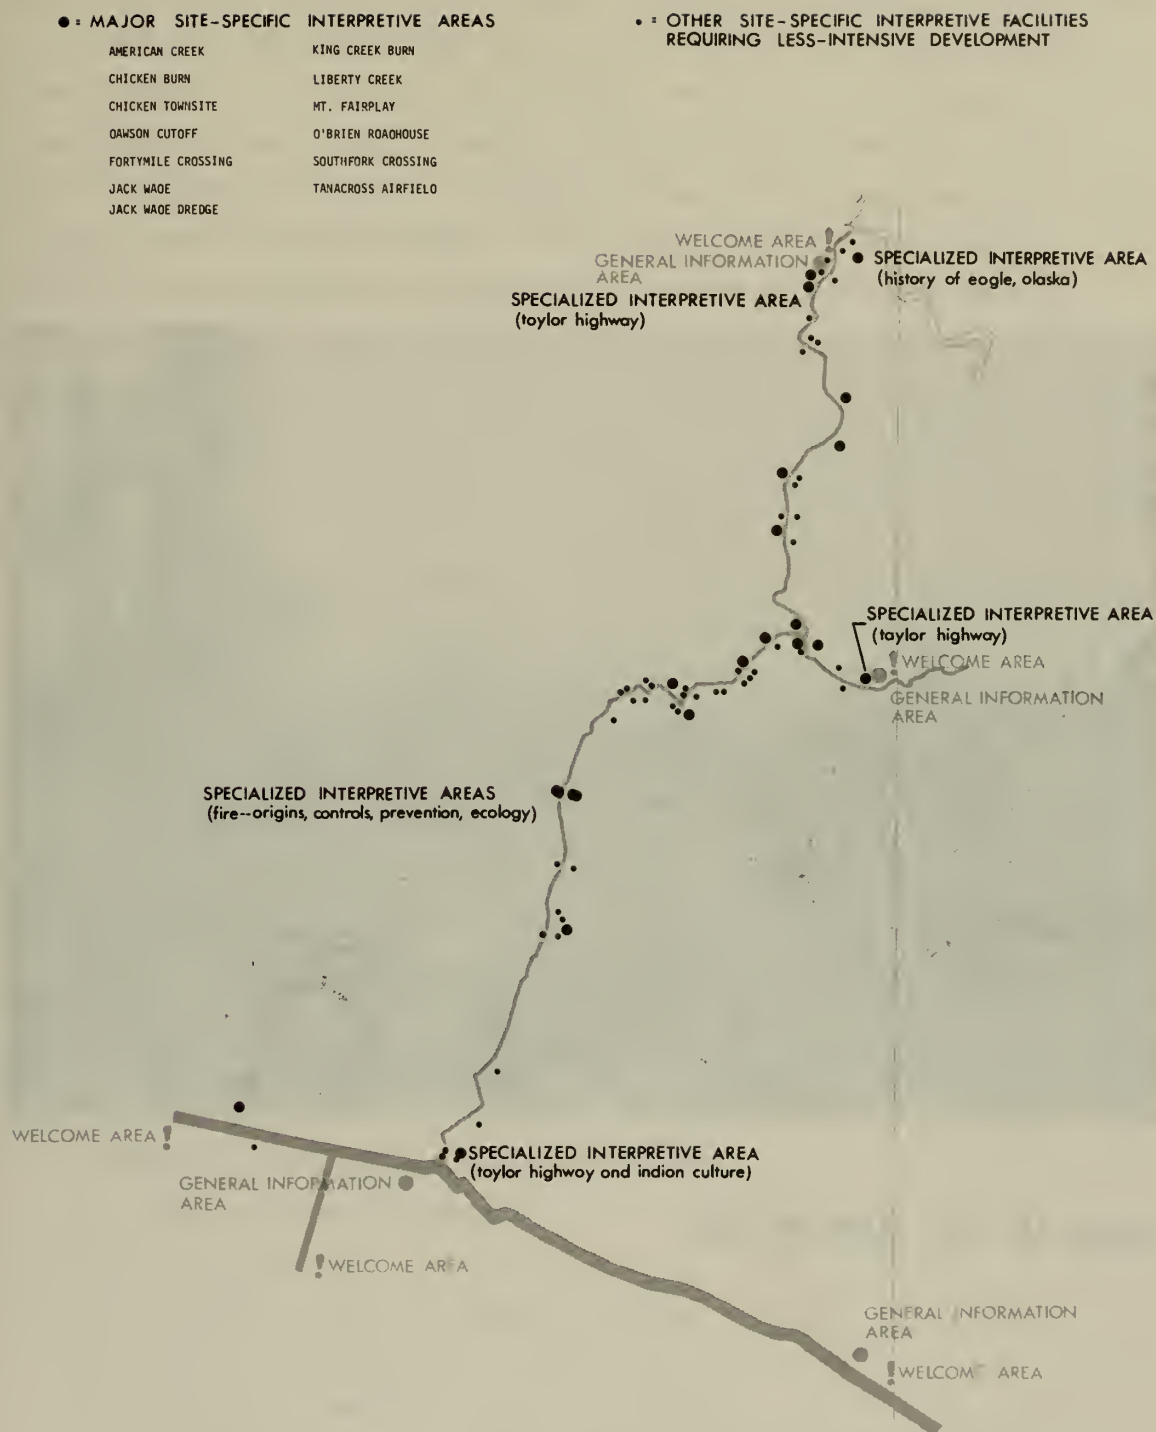 ● = MAJOR SITE-SPECIFIC INTERPRETIVE AREAS
AMERICAN CREEK
CHICKEN BURN
CHICKEN TOWNSITE
OAWSON CUTOFF
FORTYMILE CROSSING
JACK WAOE
JACK WAOE DREDGE
KING CREEK BURN
LIBERTY CREEK
MT. FAIRPLAY
O'BRIEN ROAOHOUSE
SOUTHFORK CROSSING
TANACROSS AIRFIELO
• = OTHER SITE-SPECIFIC INTERPRETIVE FACILITIES
REQUIRING LESS-INTENSIVE DEVELOPMENT
WELCOME AREA !
GENERAL INFORMATION
AREA
SPECIALIZED INTERPRETIVE AREA
(history of eogle, olaska)
SPECIALIZED INTERPRETIVE AREA
(toylor highway)
SPECIALIZED INTERPRETIVE AREA
(taylor highway)
! WELCOME AREA
GENERAL INFORMATION
AREA
SPECIALIZED INTERPRETIVE AREAS
(fire--origins, controls, prevention, ecology)
WELCOME AREA !
SPECIALIZED INTERPRETIVE AREA
(toylor highwoy ond indian culture)
GENERAL INFORMATION
AREA
! WELCOME AREA
GENERAL INFORMATION
AREA
! WELCOME AREA